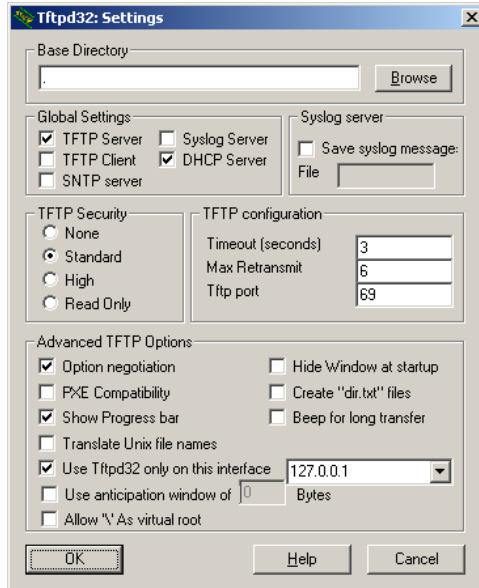 Tftpd32: Settings
Base Directory
.
Browse
Global Settings
TFTP Server
Syslog Server
TFTP Client
DHCP Server
SNTP server
Syslog server
Save syslog message:
File
TFTP Security
None
Standard
High
Read Only
TFTP configuration
Timeout (seconds)
3
Max Retransmit
6
Tftp port
69
Advanced TFTP Options
Option negotiation
Hide Window at startup
PXE Compatibility
Create "dir.txt" files
Show Progress bar
Beep for long transfer
Translate Unix file names
Use Tftpd32 only on this interface
127.0.0.1
Use anticipation window of
0
Bytes
Allow '\' As virtual root
OK
Help
Cancel